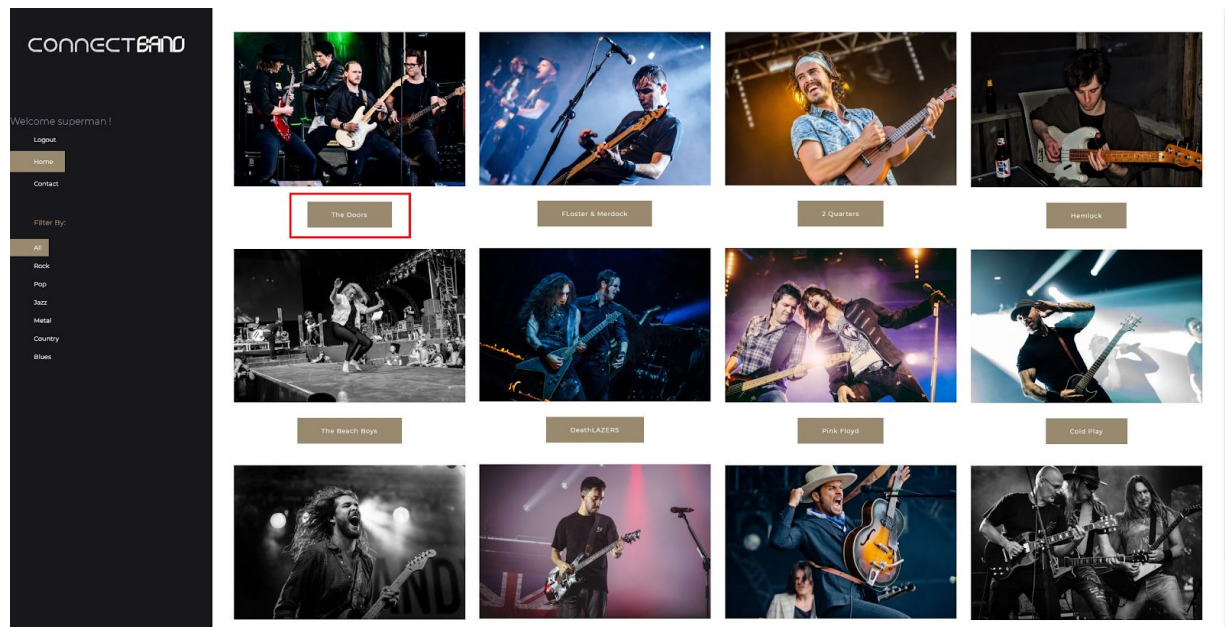 CONNECTBAND
Welcome superman !
Logout
Home
Contact
Filter By:
All
Rock
Pop
Jazz
Metal
Country
Blues
The Doors
FLoster & Merdock
2 Quarters
Hemlock
The Beach Boys
DeathLAZERS
Pink Floyd
Cold Play